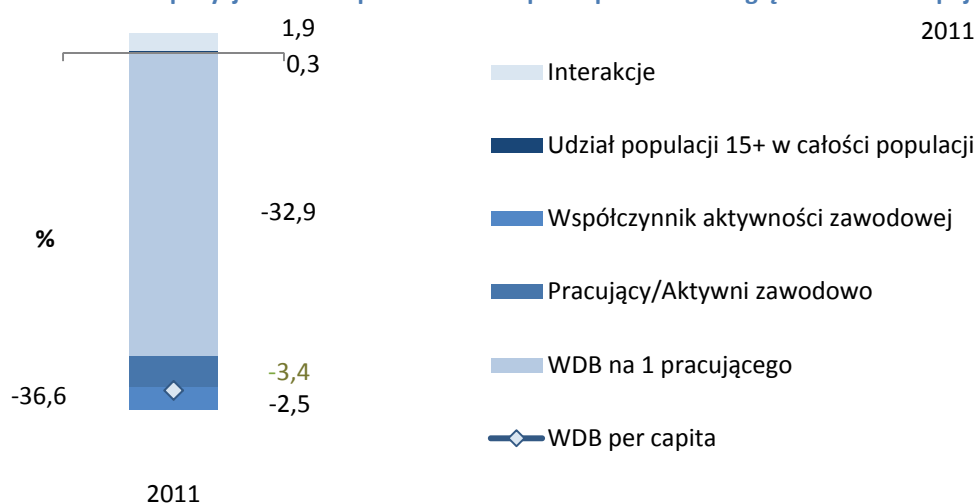 2011
1,9
0,3
-32,9
%
-3,4
-36,6
-2,5
2011
Interakcje
Udział populacji 15+ w całości populacji
Współczynnik aktywności zawodowej
Pracujący/Aktywni zawodowo
WDB na 1 pracującego
WDB per capita